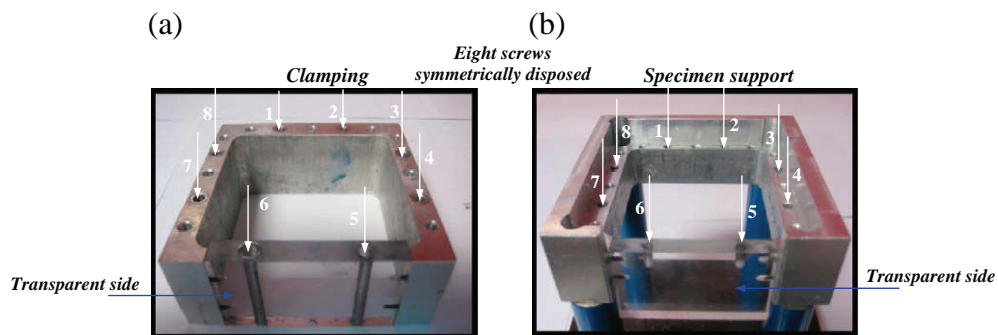 (a)
(b)
Eight screws
symmetrically disposed
Clamping
Specimen support
8
1
2
3
7
4
6
5
Transparent side
8
1
2
3
7
4
6
5
Transparent side